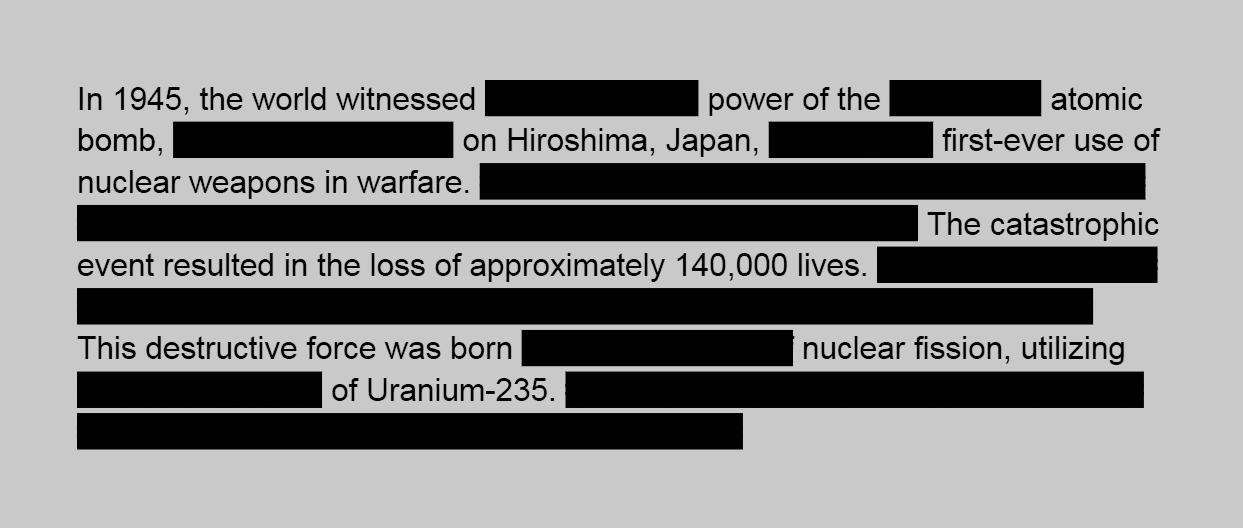 In 1945, the world witnessed power of the atomic
bomb, on Hiroshima, Japan, first-ever use of
nuclear weapons in warfare.
The catastrophic
event resulted in the loss of approximately 140,000 lives.
This destructive force was born nuclear fission, utilizing
of Uranium-235.